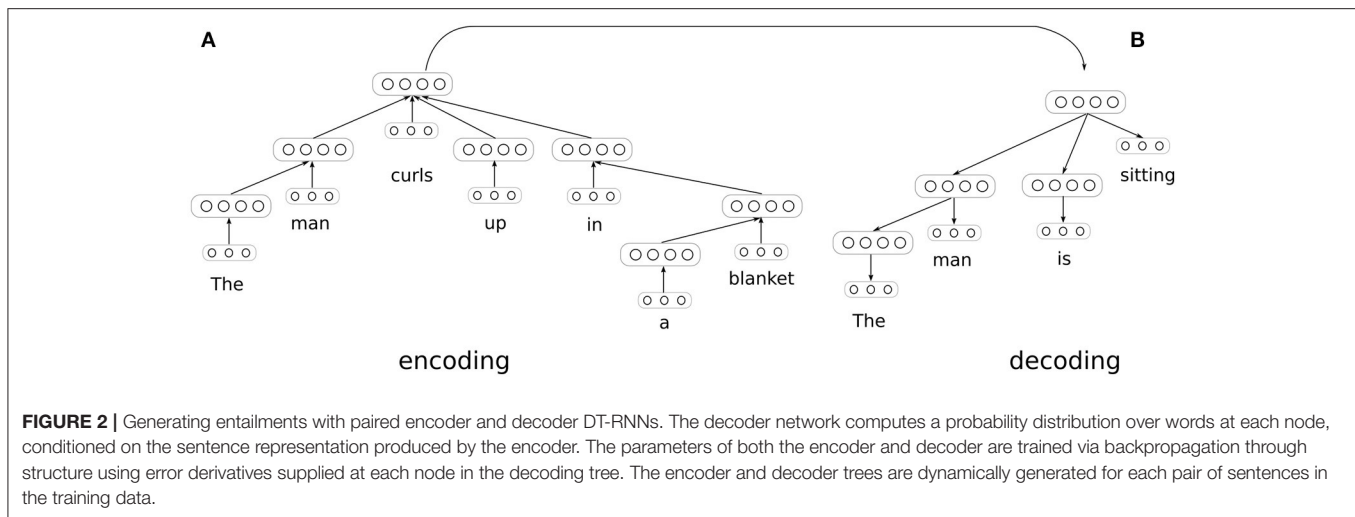 A
B
curls
sitting
man
up
in
man
is
The
blanket
a
The
encoding
decoding
FIGURE 2 | Generating entailments with paired encoder and decoder DT-RNNs. The decoder network computes a probability distribution over words at each node,
conditioned on the sentence representation produced by the encoder. The parameters of both the encoder and decoder are trained via backpropagation through
structure using error derivatives supplied at each node in the decoding tree. The encoder and decoder trees are dynamically generated for each pair of sentences in
the training data.